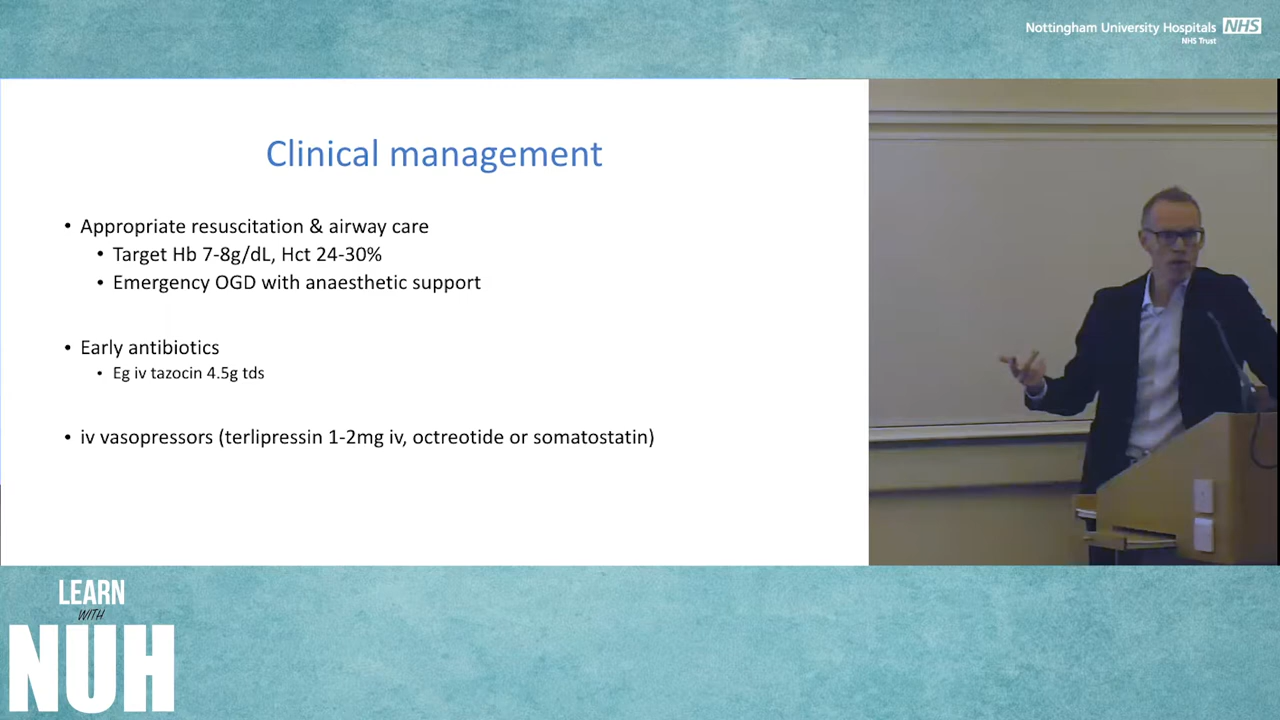 Nottingham University Hospitals NHS
NHS Trust
Clinical management
• Appropriate resuscitation & airway care
• Target Hb 7-8g/dL, Hct 24-30%
• Emergency OGD with anaesthetic support
• Early antibiotics
• Eg iv tazocin 4.5g tds
• iv vasopressors (terlipressin 1-2mg iv, octreotide or somatostatin)
LEARN
WITH
NUH